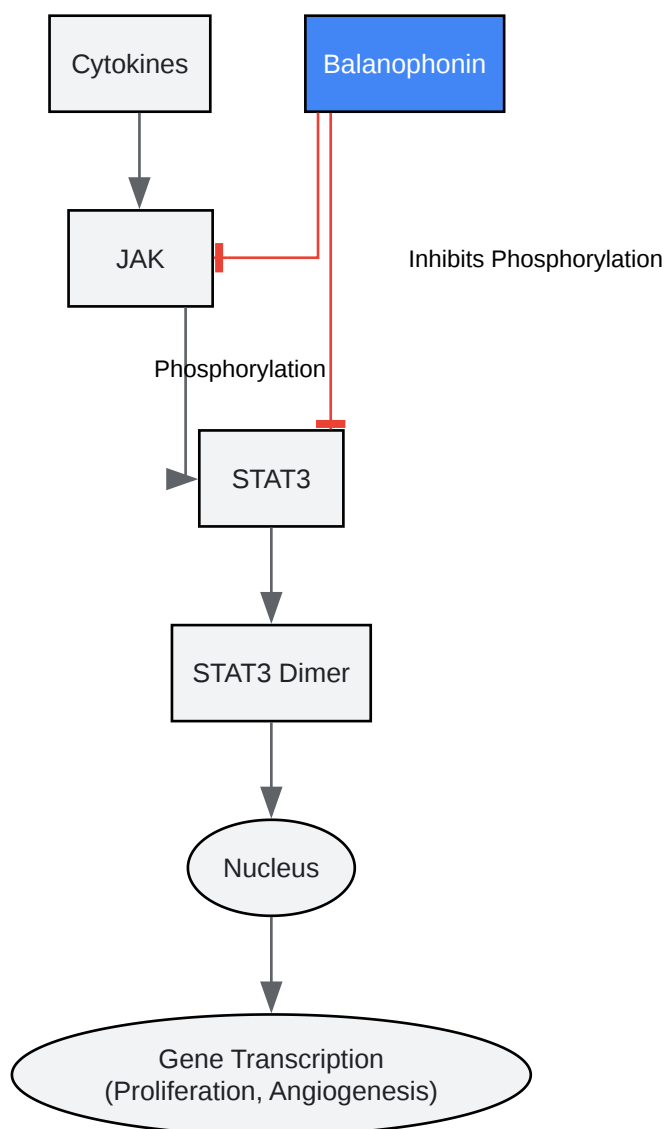 Cytokines
Balanophonin
JAK
Inhibits Phosphorylation
Phosphorylation
STAT3
STAT3 Dimer
Nucleus
Gene Transcription
(Proliferation, Angiogenesis)